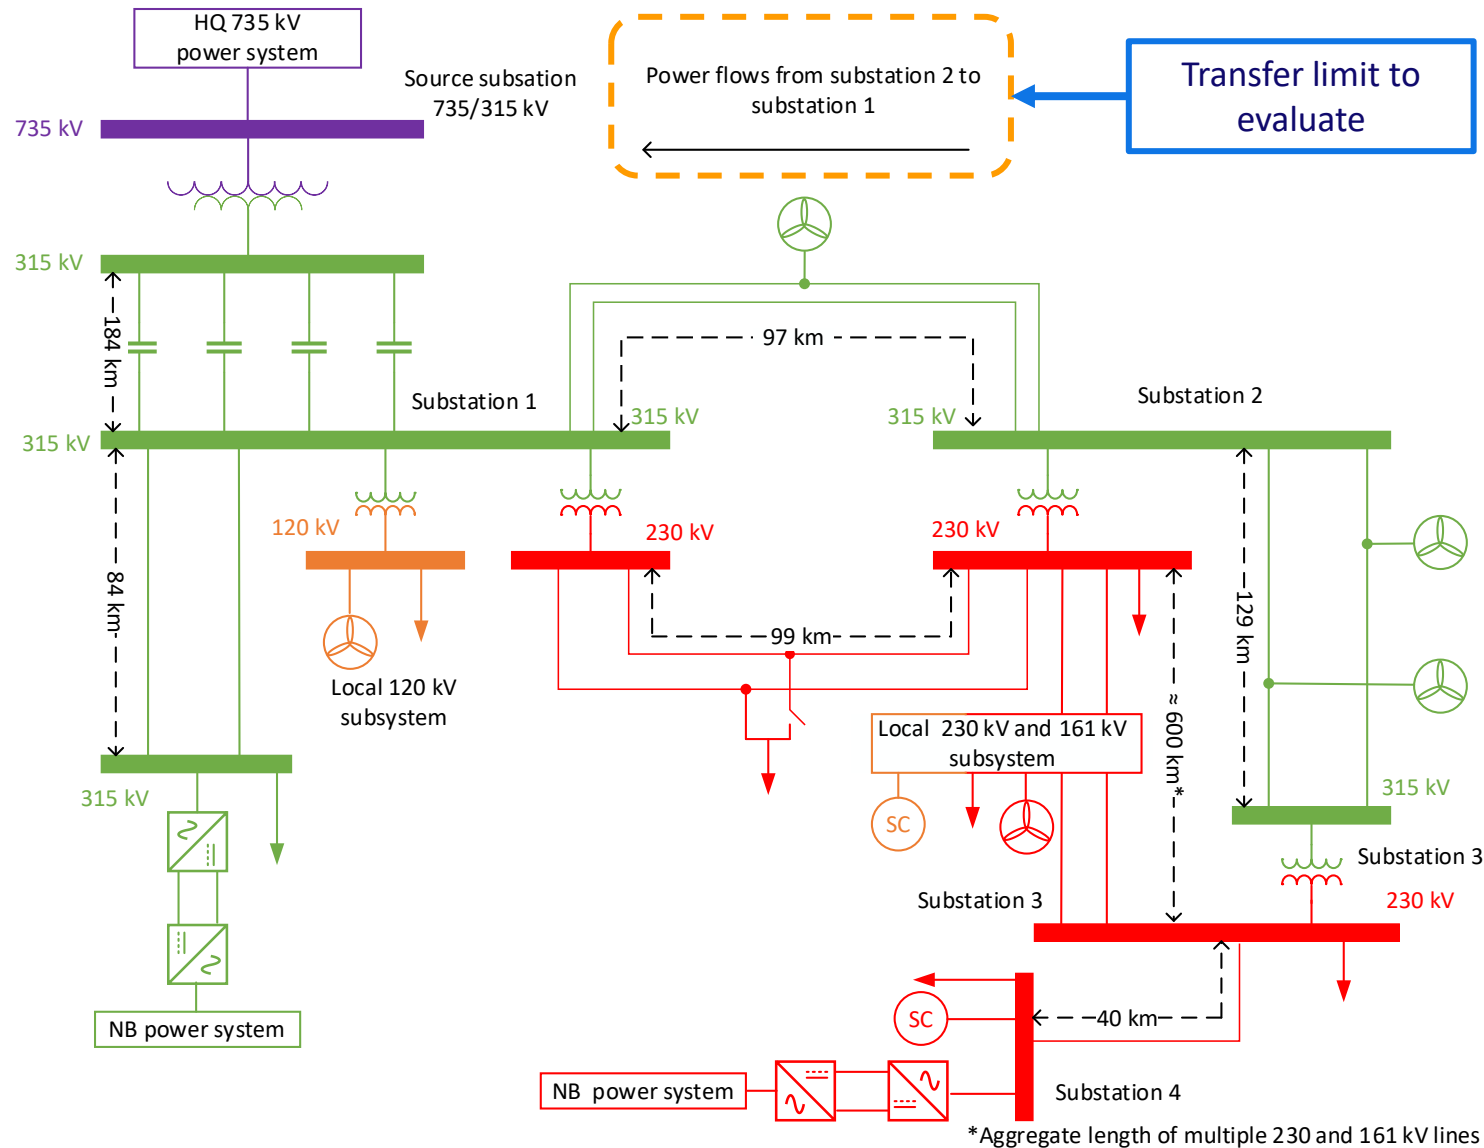 HQ 735 kV
power system
Source subsation
735/315 kV
735 kV
Power flows from substation 2 to
substation 1
Transfer limit to
evaluate
315 kV
184 km
97 km
Substation 1
Substation 2
315 kV
315 kV
315 kV
120 kV
230 kV
230 kV
84 km
99 km
129 km
≈ 600 km*
Local 120 kV
subsystem
Local 230 kV and 161 kV
subsystem
315 kV
315 kV
SC
Substation 3
Substation 3
230 kV
SC
40 km
NB power system
NB power system
Substation 4
*Aggregate length of multiple 230 and 161 kV lines